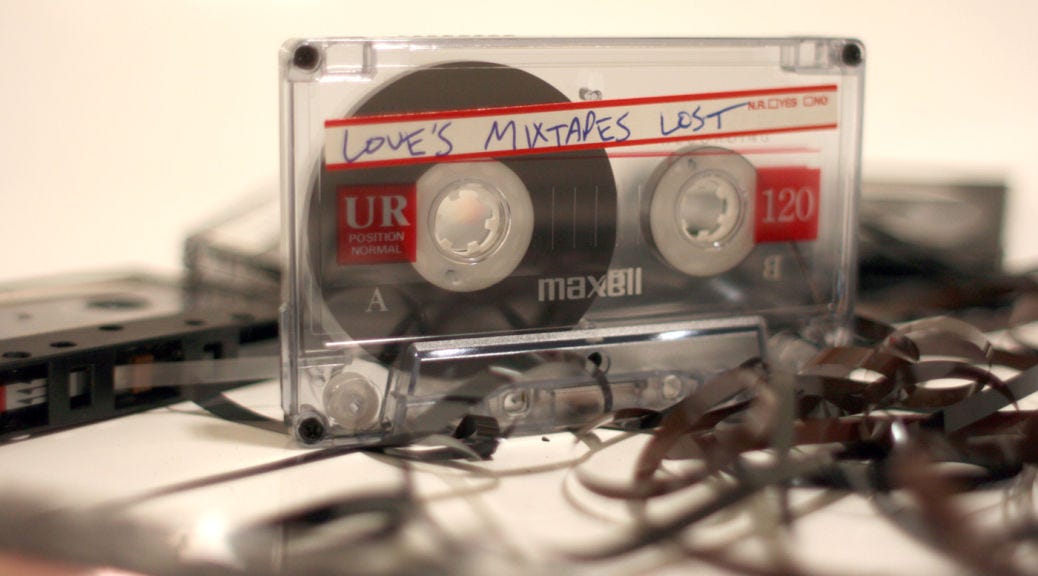 LOVE'S MIXTAPES LOST
N.R. □YES □NO
UR
POSITION
NORMAL
120
A
maxell
B